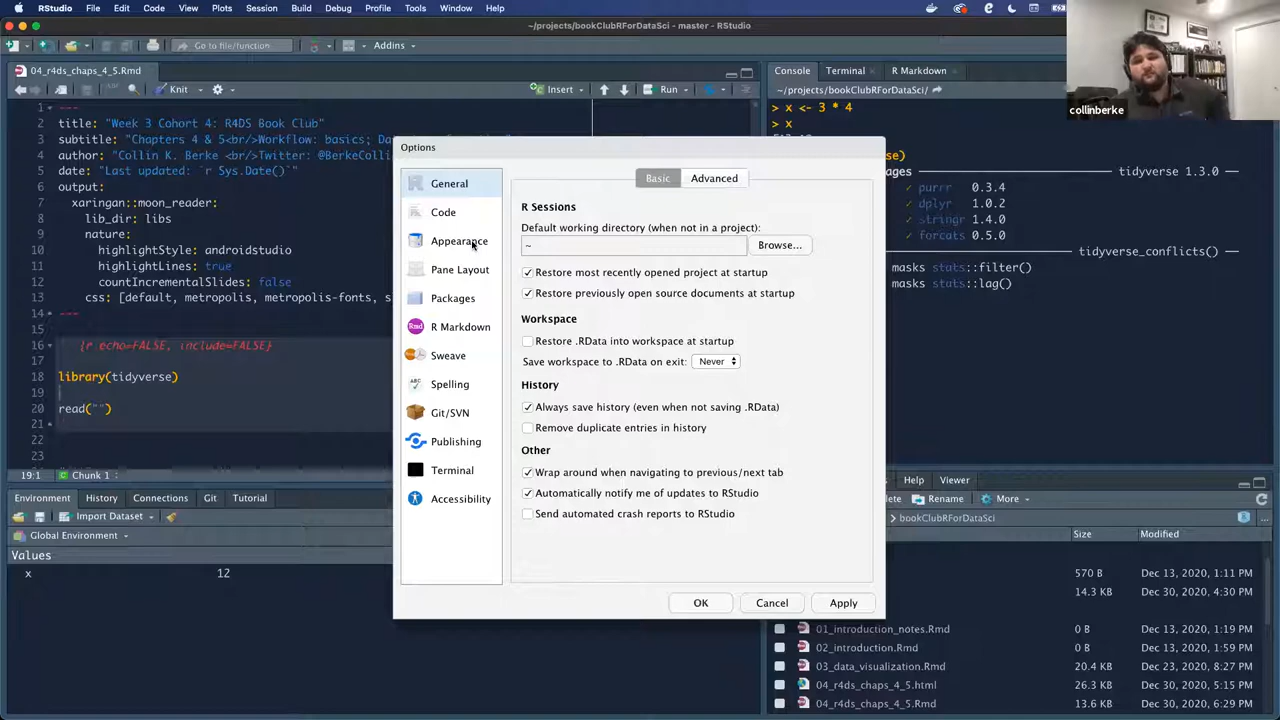 RStudio File Edit Code View Plots Session Build Debug Profile Tools Window Help
~/projects/bookClubRForDataSci - master - RStudio
Go to file/function
Addins
04_r4ds_chaps_4_5.Rmd
Knit
Insert
Run
1 ---
2 title: "Week 3 Cohort 4: R4DS Book Club"
3 subtitle: "Chapters 4 & 5<br/>Workflow: basics: Da
4 author: "Collin K. Berke <br/>Twitter: @BerkeColli
5 date: "Last updated: `r Sys.Date()`"
6 output:
7 xaringan::moon_reader:
8 lib_dir: libs
9 nature:
10 highlightStyle: androidstudio
11 highlightLines: true
12 countIncrementalSlides: false
13 css: [default, metropolis, metropolis-fonts,
14 ---
15
16 {r echo=FALSE, include=FALSE}
17
18 library(tidyverse)
19
20 read("")
21
22
23
19:1 Chunk 1
Environment History Connections Git Tutorial
Import Dataset
Global Environment
Values
x 12
Options
General
Code
Appearance
Pane Layout
Packages
R Markdown
Sweave
Spelling
Git/SVN
Publishing
Terminal
Accessibility
Basic Advanced
R Sessions
Default working directory (when not in a project):
~ Browse...
Restore most recently opened project at startup
Restore previously open source documents at startup
Workspace
Restore .RData into workspace at startup
Save workspace to .RData on exit: Never
History
Always save history (even when not saving .RData)
Remove duplicate entries in history
Other
Wrap around when navigating to previous/next tab
Automatically notify me of updates to RStudio
Send automated crash reports to RStudio
OK Cancel Apply
Console Terminal R Markdown
~/projects/bookClubRForDataSci/
> x <- 3 * 4
> x
se)
ages ——— tidyverse 1.3.0 —
✓ purrr 0.3.4
✓ dplyr 1.0.2
✓ stringr 1.4.0
✓ forcats 0.5.0
tidyverse_conflicts() —
masks stats::filter()
masks stats::lag()
collinberke
Help Viewer
lete Rename More
bookClubRForDataSci
Size Modified
570 B Dec 13, 2020, 1:11 PM
14.3 KB Dec 30, 2020, 4:30 PM
01_introduction_notes.Rmd 0 B Dec 13, 2020, 1:19 PM
02_introduction.Rmd 0 B Dec 13, 2020, 1:59 PM
03_data_visualization.Rmd 20.4 KB Dec 23, 2020, 8:27 PM
04_r4ds_chaps_4_5.html 26.3 KB Dec 30, 2020, 5:15 PM
04_r4ds_chaps_4_5.Rmd 13.6 KB Dec 30, 2020, 6:29 PM